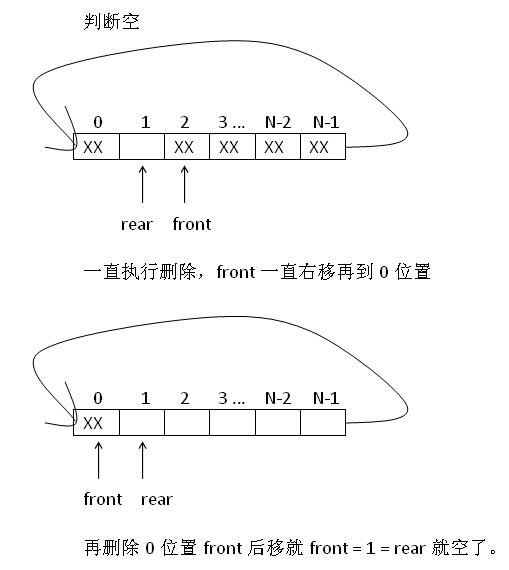 判断空
0 1 2 3 ... N-2 N-1
XX XX XX XX XX
rear front
一直执行删除，front 一直右移再到 0 位置
0 1 2 3 ... N-2 N-1
XX
front rear
再删除 0 位置 front 后移就 front = 1 = rear 就空了。